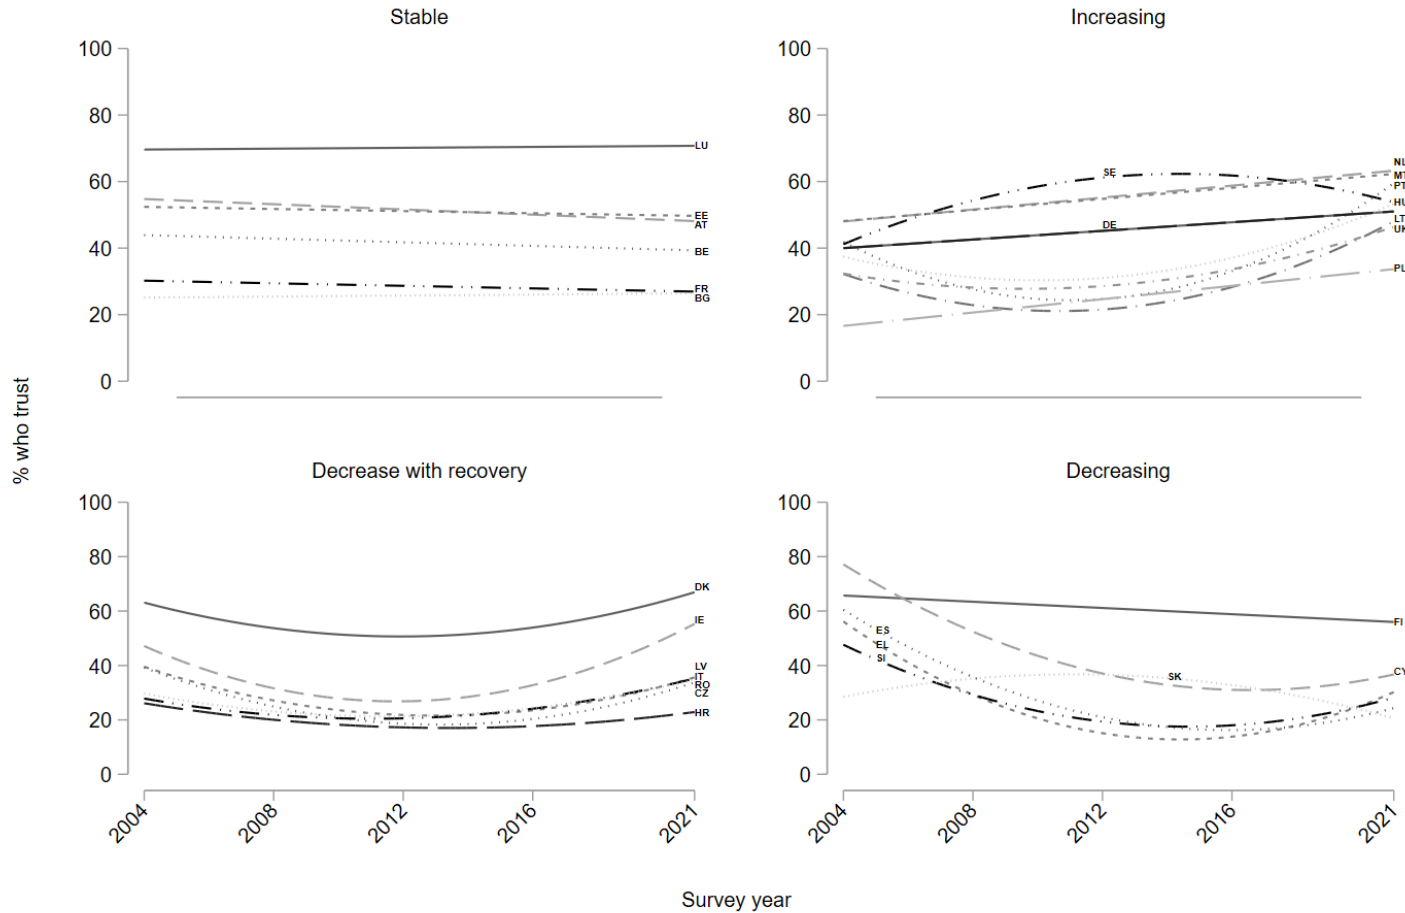 Stable
Increasing
100
80
60
40
20
0
LU
EE
AT
BE
FR
BG
100
80
60
40
20
0
SE
DE
NL
MT
PT
HU
LT
UK
PL
% who trust
Decrease with recovery
Decreasing
100
80
60
40
20
0
DK
IE
LV
IT
RO
CZ
HR
2004
2008
2012
2016
2021
100
80
60
40
20
0
ES
EL
SI
SK
FI
CY
2004
2008
2012
2016
2021
Survey year